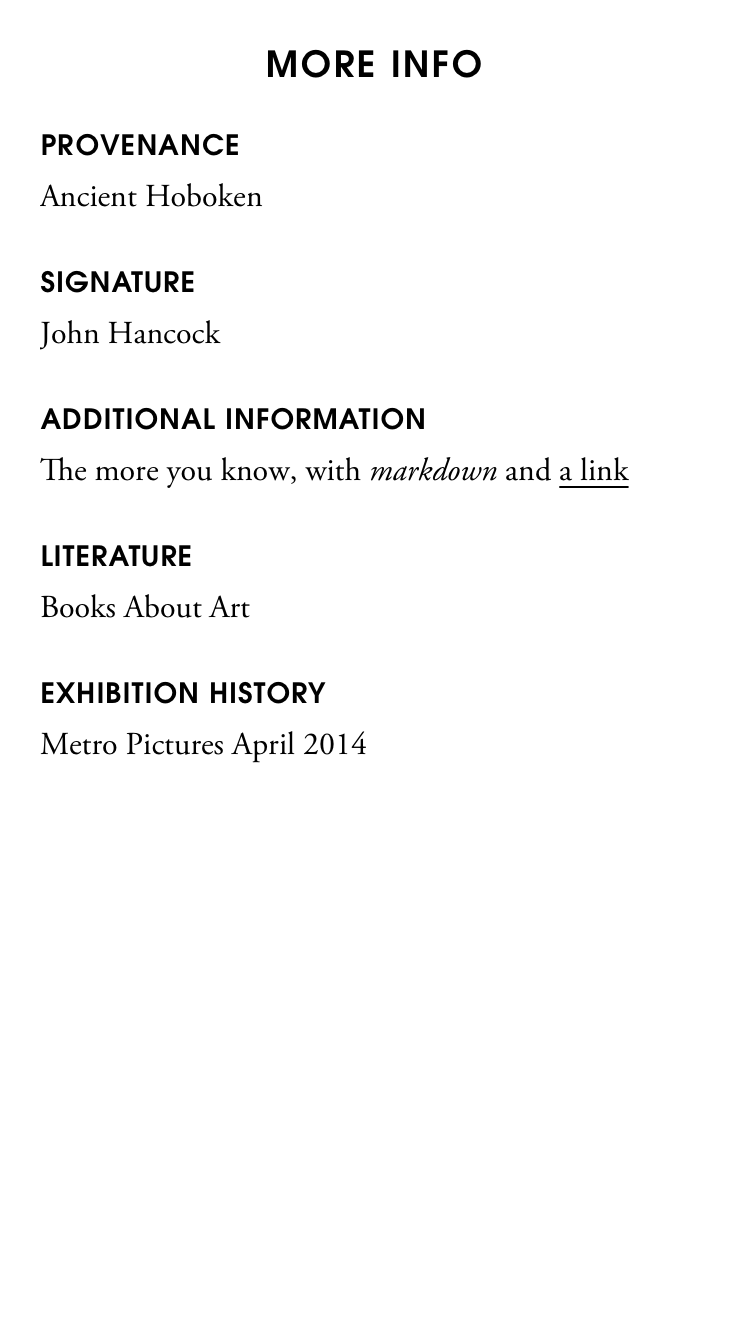 MORE INFO
PROVENANCE
Ancient Hoboken
SIGNATURE
John Hancock
ADDITIONAL INFORMATION
The more you know, with markdown and a link
LITERATURE
Books About Art
EXHIBITION HISTORY
Metro Pictures April 2014